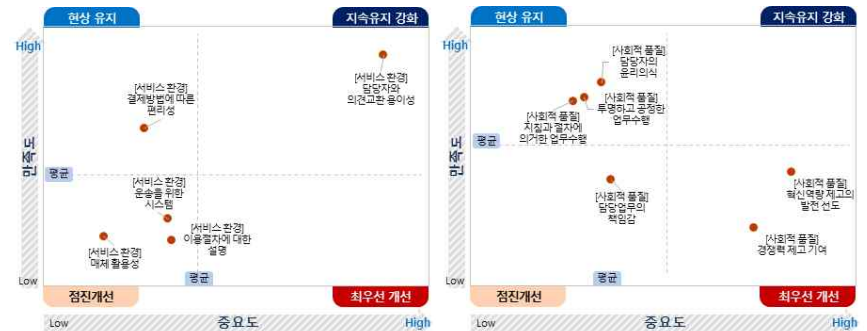 현상 유지
지속유지 강화
High
[서비스 환경]
담당자와
의견교환 용이성
[서비스 환경]
결제방법에 따른
편리성
만족도
평균
[서비스 환경]
운송을 위한
시스템
[서비스 환경]
이용절차에 대한
설명
[서비스 환경]
매체 활용성
평균
Low
점진개선
최우선 개선
Low
중요도
High
현상 유지
지속유지 강화
High
[사회적 품질]
담당자의
윤리의식
[사회적 품질]
투명하고 공정한
업무수행
[사회적 품질]
지침과 절차에
의거한 업무수행
만족도
평균
[사회적 품질]
담당업무의
책임감
[사회적 품질]
혁신역량 제고의
발전 선도
[사회적 품질]
경쟁력 제고 기여
평균
Low
점진개선
최우선 개선
Low
중요도
High